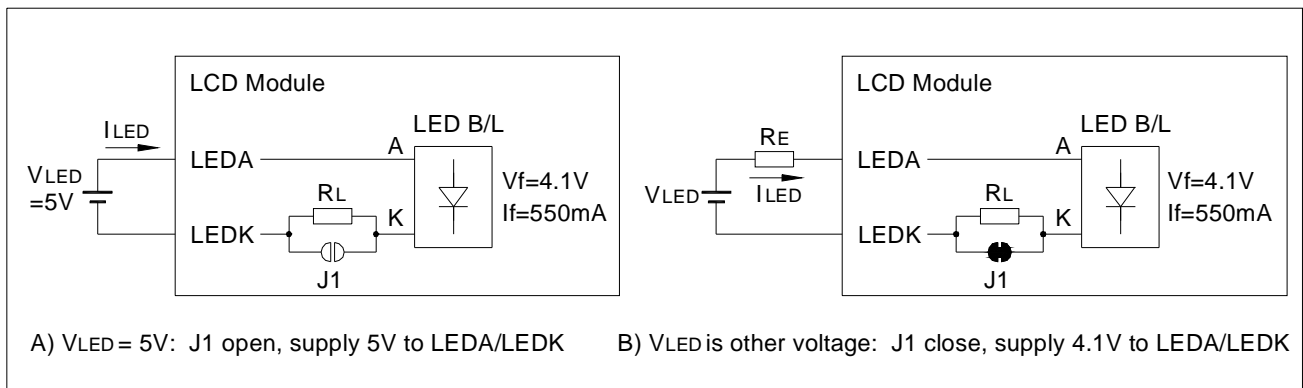 LCD Module
LED B/L
ILED
LEDA
A
VLED
=5V
RL
Vf=4.1V
If=550mA
LEDK
K
J1
LCD Module
LED B/L
RE
LEDA
A
VLED
ILED
RL
Vf=4.1V
If=550mA
LEDK
K
J1
A) VLED = 5V: J1 open, supply 5V to LEDA/LEDK
B) VLED is other voltage: J1 close, supply 4.1V to LEDA/LEDK